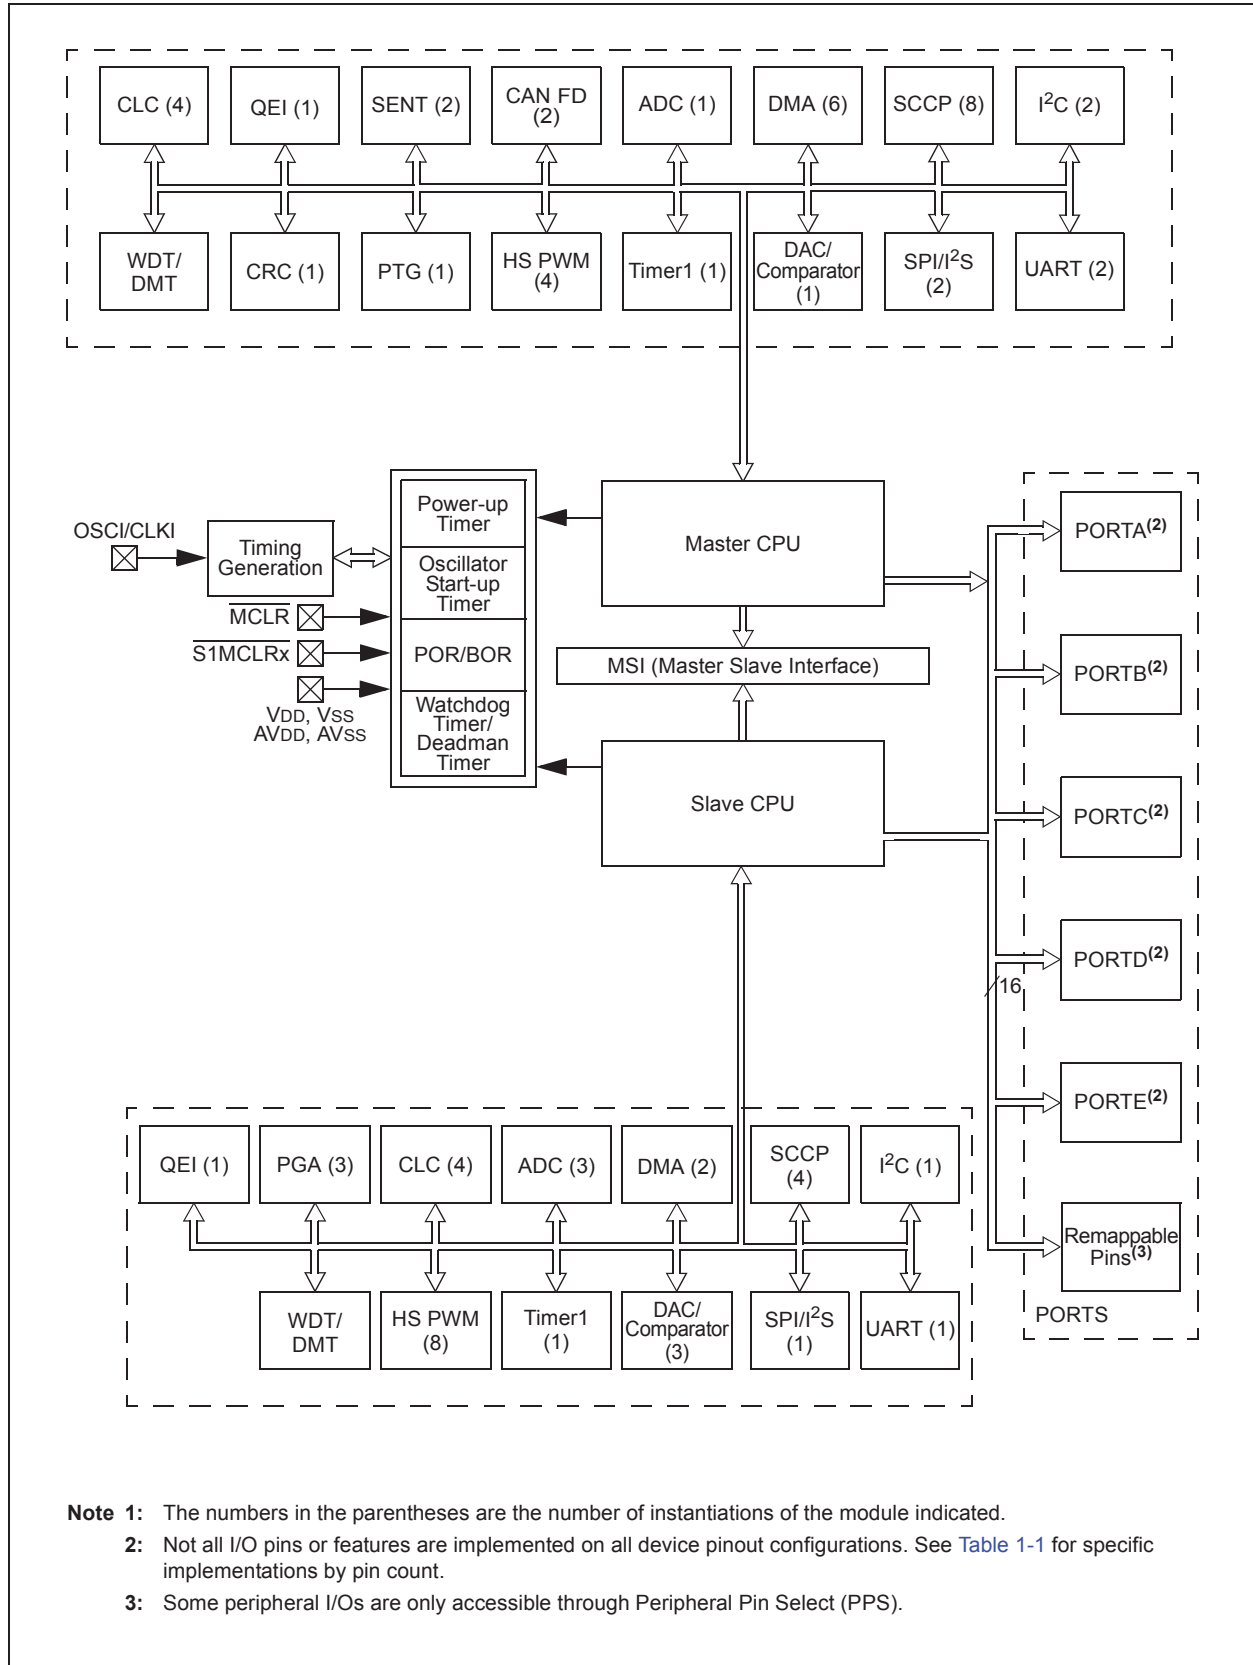 CLC (4)
QEI (1)
SENT (2)
CAN FD
(2)
ADC (1)
DMA (6)
SCCP (8)
I²C (2)
WDT/
DMT
CRC (1)
PTG (1)
HS PWM
(4)
Timer1 (1)
DAC/
Comparator
(1)
SPI/I²S
(2)
UART (2)
OSCI/CLKI
Timing
Generation
MCLR
S1MCLRx
VDD, VSS
AVDD, AVSS
Power-up
Timer
Oscillator
Start-up
Timer
POR/BOR
Watchdog
Timer/
Deadman
Timer
Master CPU
MSI (Master Slave Interface)
Slave CPU
PORTA(2)
PORTB(2)
PORTC(2)
PORTD(2)
16
PORTE(2)
Remappable
Pins(3)
PORTS
QEI (1)
PGA (3)
CLC (4)
ADC (3)
DMA (2)
SCCP
(4)
I²C (1)
WDT/
DMT
HS PWM
(8)
Timer1
(1)
DAC/
Comparator
(3)
SPI/I²S
(1)
UART (1)
Note 1: The numbers in the parentheses are the number of instantiations of the module indicated.
2: Not all I/O pins or features are implemented on all device pinout configurations. See Table 1-1 for specific
implementations by pin count.
3: Some peripheral I/Os are only accessible through Peripheral Pin Select (PPS).